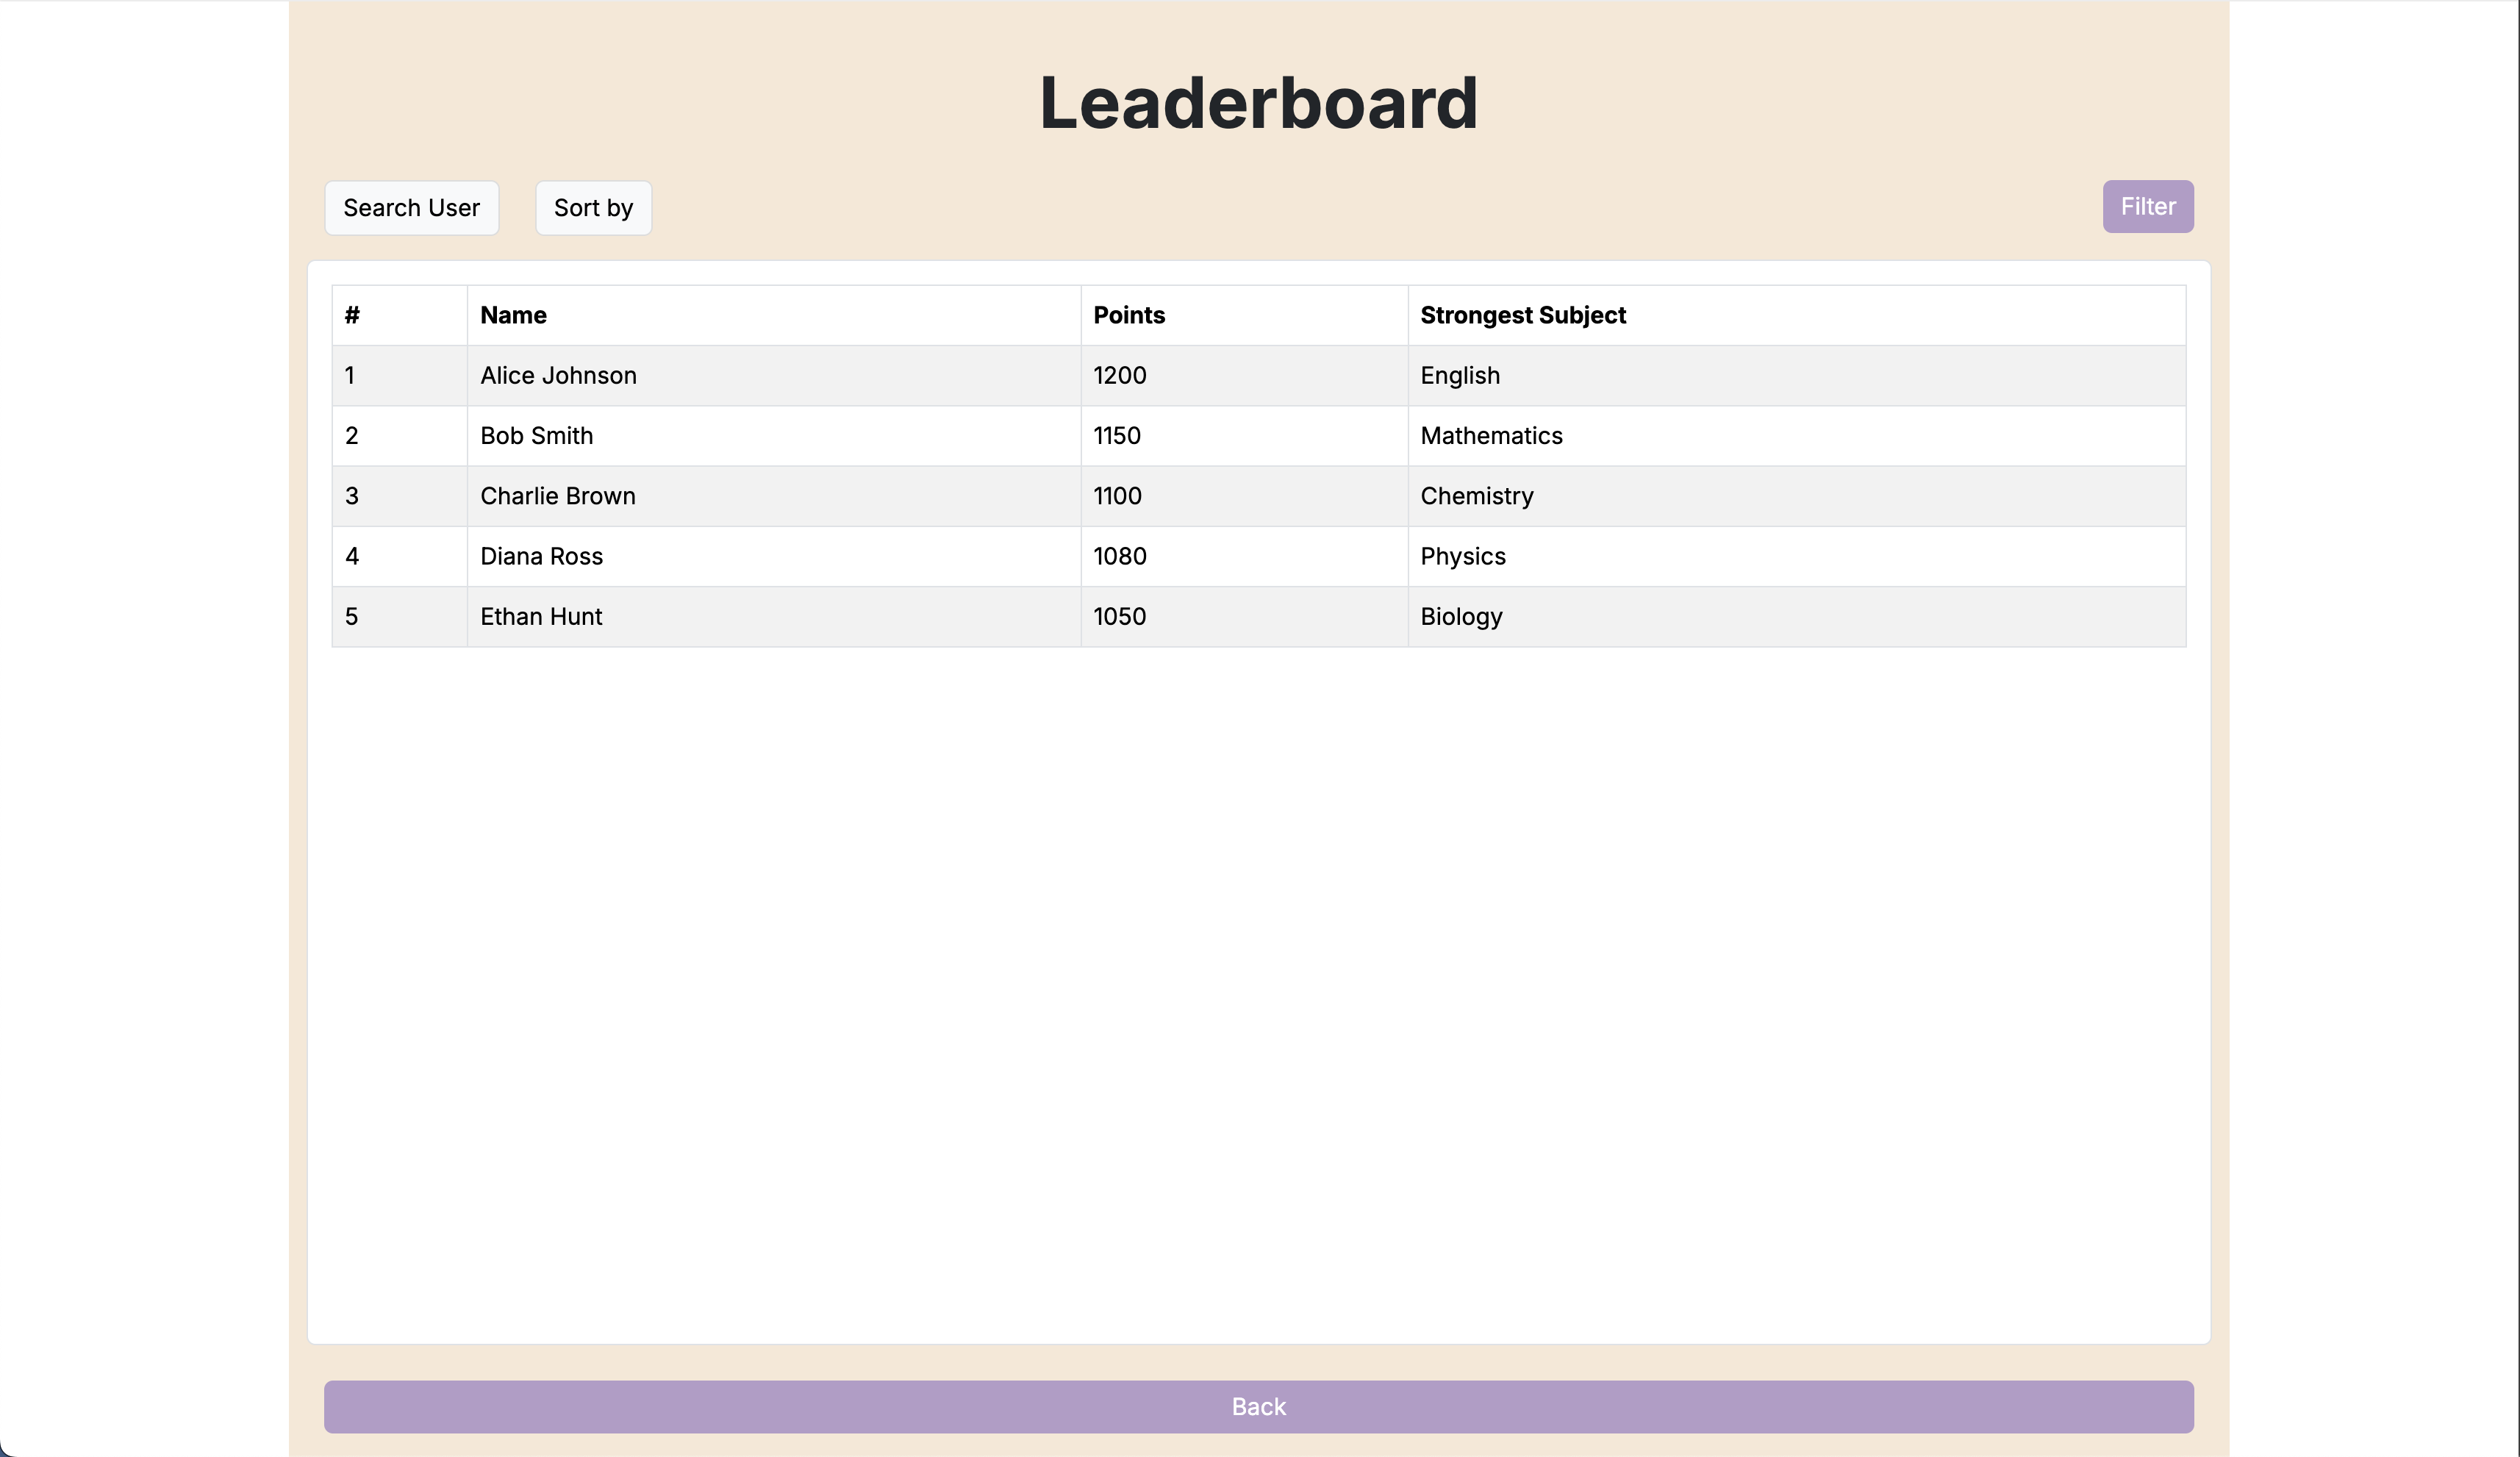 Leaderboard
Search User Sort by Filter
# Name Points Strongest Subject
1 Alice Johnson 1200 English
2 Bob Smith 1150 Mathematics
3 Charlie Brown 1100 Chemistry
4 Diana Ross 1080 Physics
5 Ethan Hunt 1050 Biology
Back